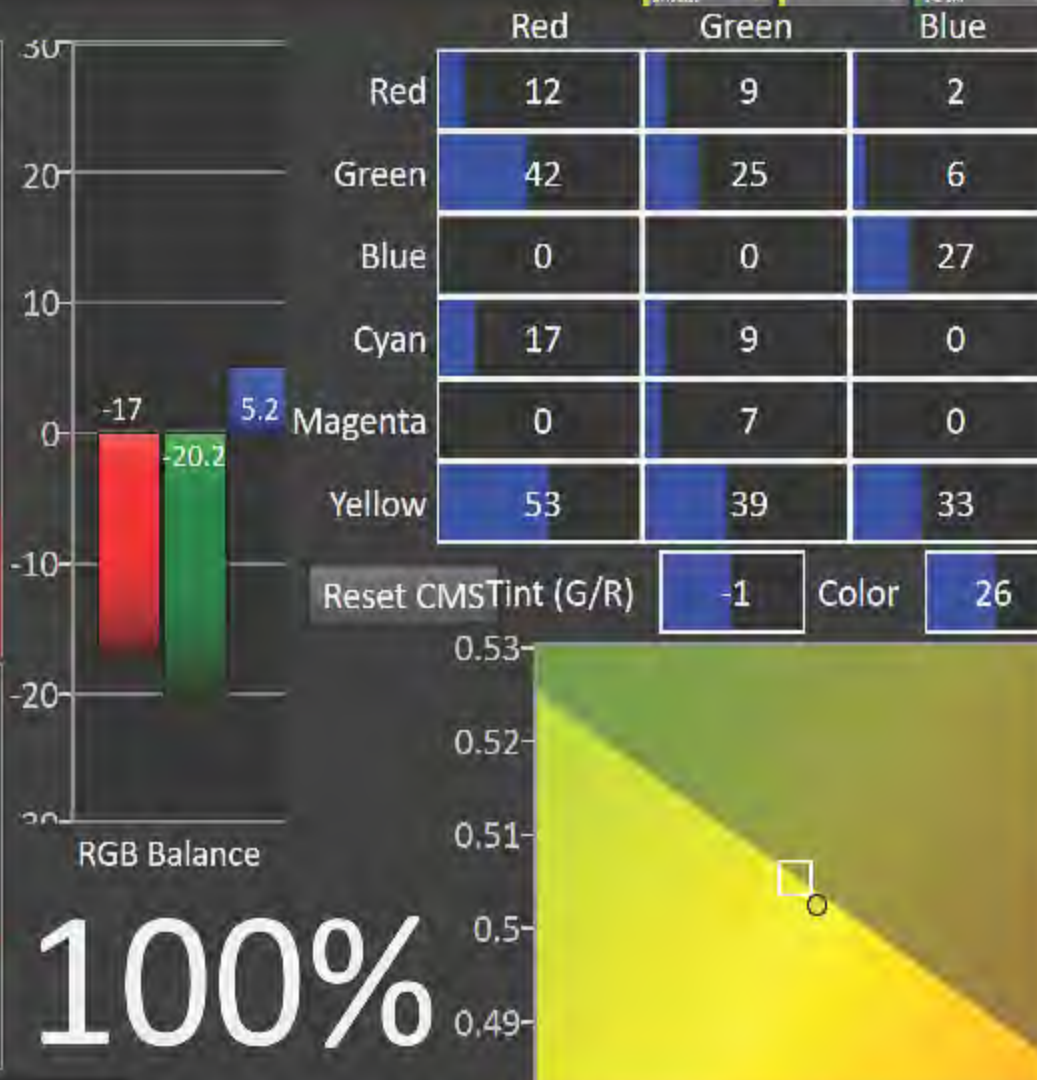 Red Green Blue
Red 12 9 2
Green 42 25 6
Blue 0 0 27
Cyan 17 9 0
Magenta 0 7 0
Yellow 53 39 33
Reset CMS Tint (G/R) -1 Color 26
30
20
10
0
-10
-20
-17
-20.2
5.2
RGB Balance
100%
0.53
0.52
0.51
0.5
0.49